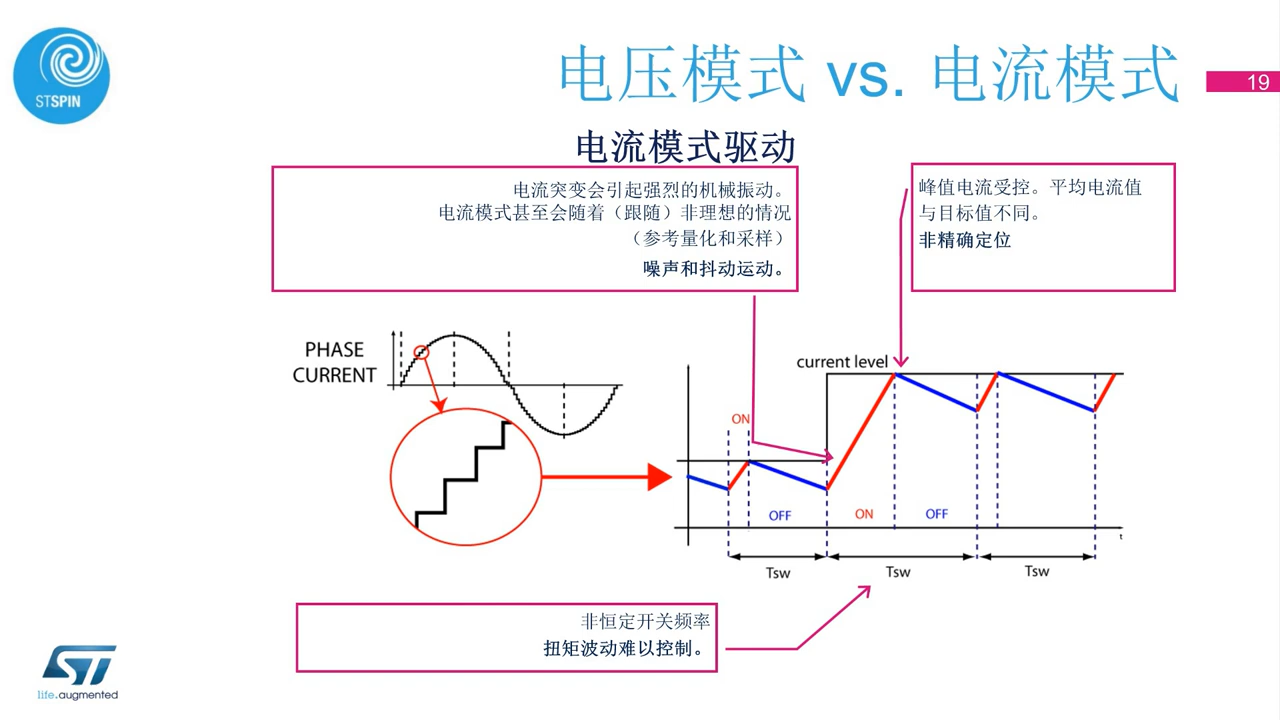 电压模式 vs. 电流模式
19
STSPIN
电流模式驱动
电流突变会引起强烈的机械振动。
电流模式甚至会随着（跟随）非理想的情况
（参考量化和采样）
噪声和抖动运动。
峰值电流受控。平均电流值
与目标值不同。
非精确定位
PHASE
CURRENT
current level
ON
OFF
ON
OFF
t
Tsw
Tsw
Tsw
非恒定开关频率
扭矩波动难以控制。
ST
life.augmented